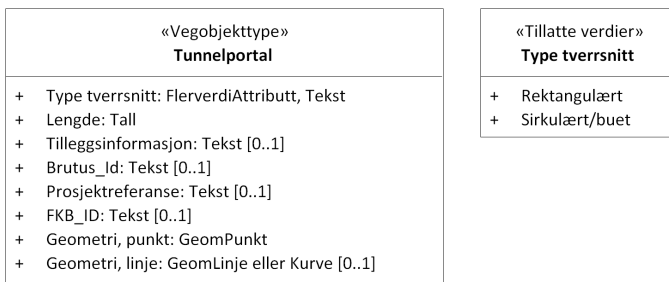 «Vegobjekttype»
Tunnelportal
+ Type tverrsnitt: FlerverdiAttributt, Tekst
+ Lengde: Tall
+ Tilleggsinformasjon: Tekst [0..1]
+ Brutus_Id: Tekst [0..1]
+ Prosjektreferanse: Tekst [0..1]
+ FKB_ID: Tekst [0..1]
+ Geometri, punkt: GeomPunkt
+ Geometri, linje: GeomLinje eller Kurve [0..1]
«Tillatte verdier»
Type tverrsnitt
+ Rektangulært
+ Sirkulært/buet